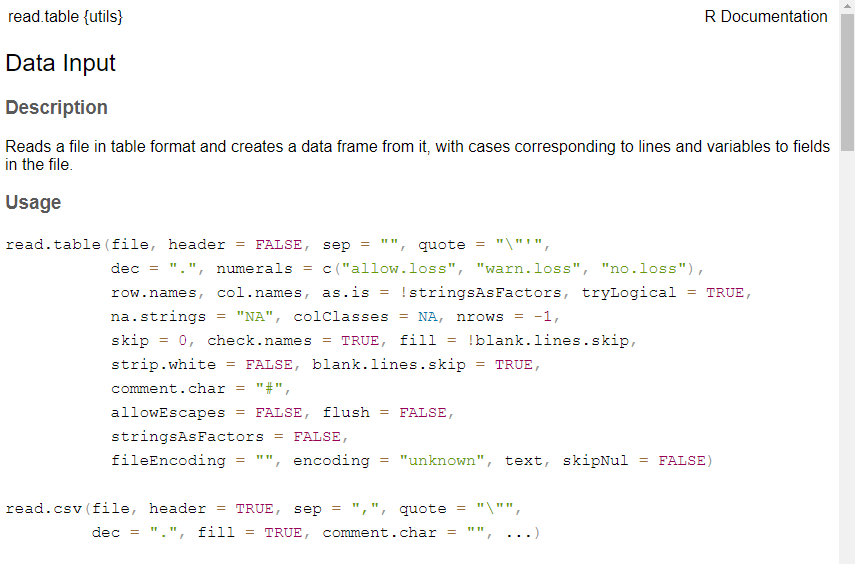 read.table {utils} R Documentation
Data Input
Description
Reads a file in table format and creates a data frame from it, with cases corresponding to lines and variables to fields
in the file.
Usage
read.table(file, header = FALSE, sep = "", quote = "\"'",
           dec = ".", numerals = c("allow.loss", "warn.loss", "no.loss"),
           row.names, col.names, as.is = !stringsAsFactors, tryLogical = TRUE,
           na.strings = "NA", colClasses = NA, nrows = -1,
           skip = 0, check.names = TRUE, fill = !blank.lines.skip,
           strip.white = FALSE, blank.lines.skip = TRUE,
           comment.char = "#",
           allowEscapes = FALSE, flush = FALSE,
           stringsAsFactors = FALSE,
           fileEncoding = "", encoding = "unknown", text, skipNul = FALSE)
read.csv(file, header = TRUE, sep = ",", quote = "\"",
         dec = ".", fill = TRUE, comment.char = "", ...)